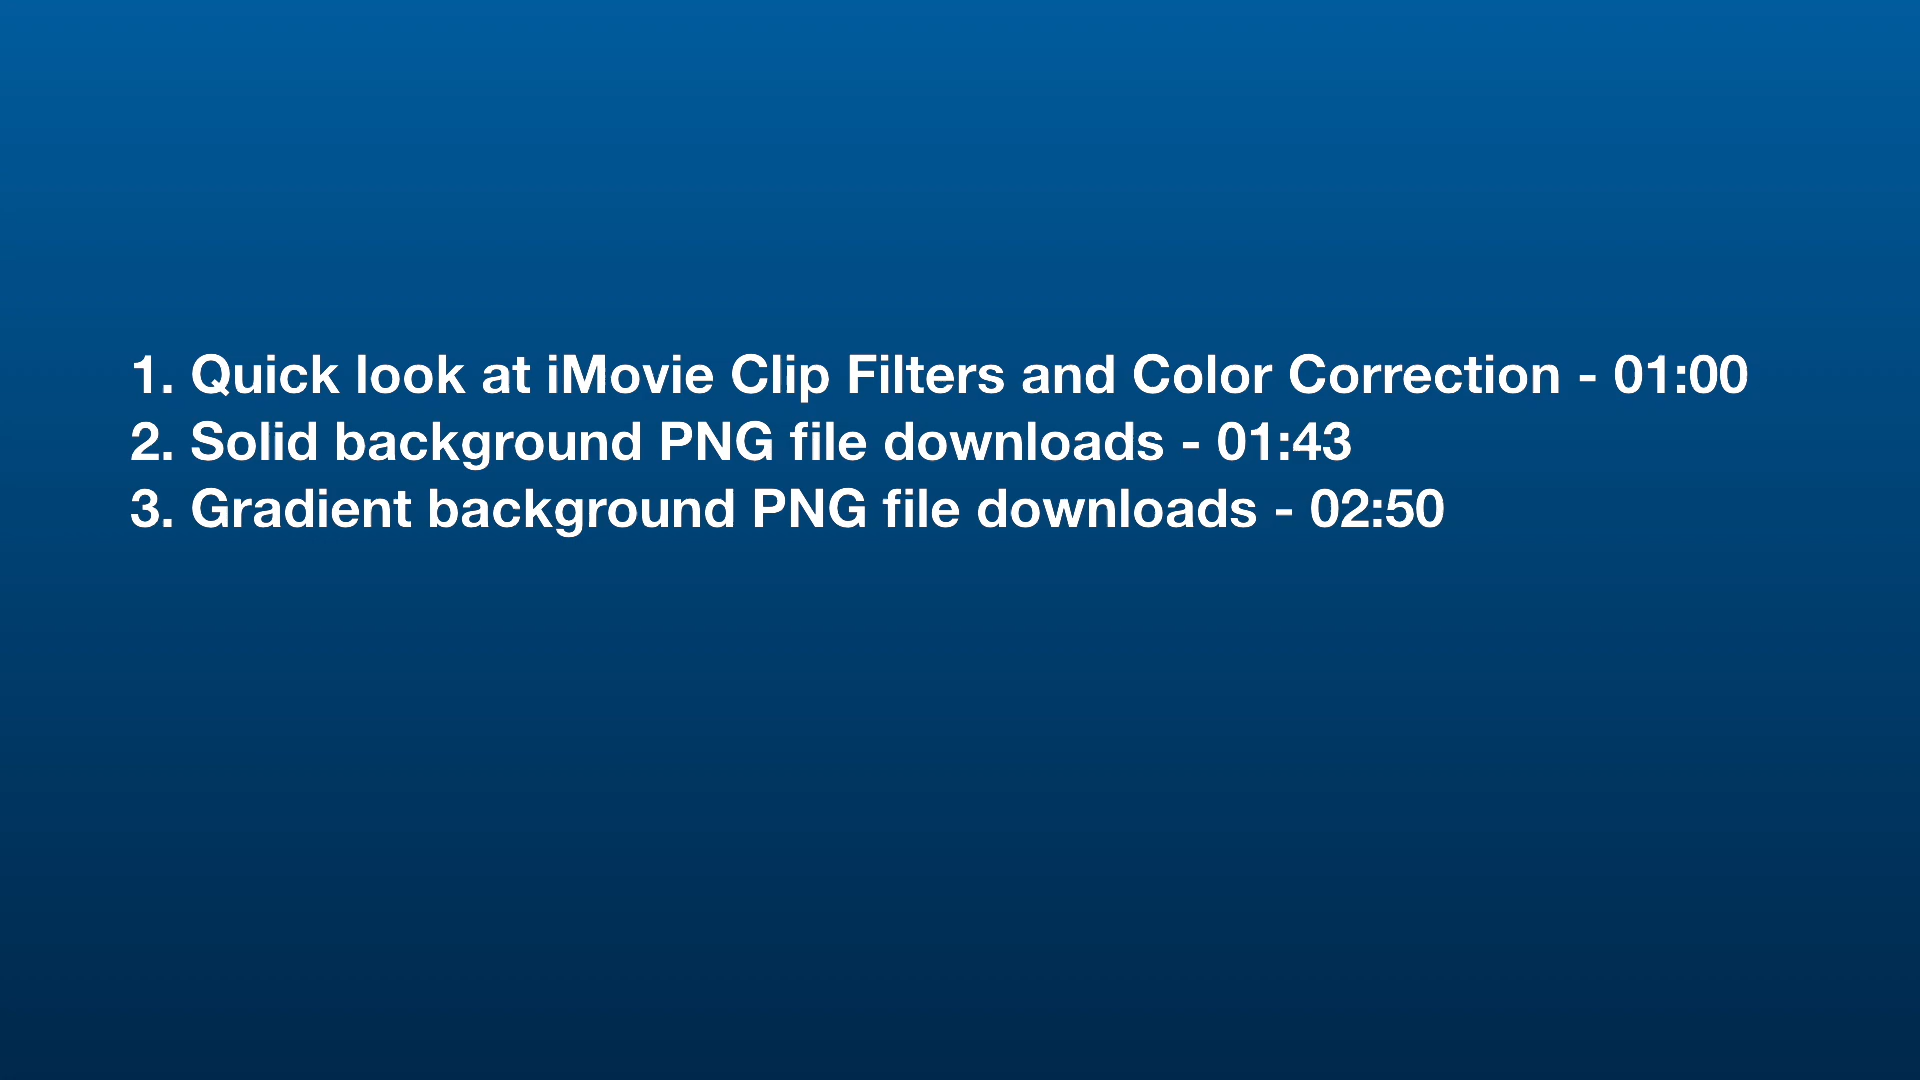 1. Quick look at iMovie Clip Filters and Color Correction - 01:00
2. Solid background PNG file downloads - 01:43
3. Gradient background PNG file downloads - 02:50